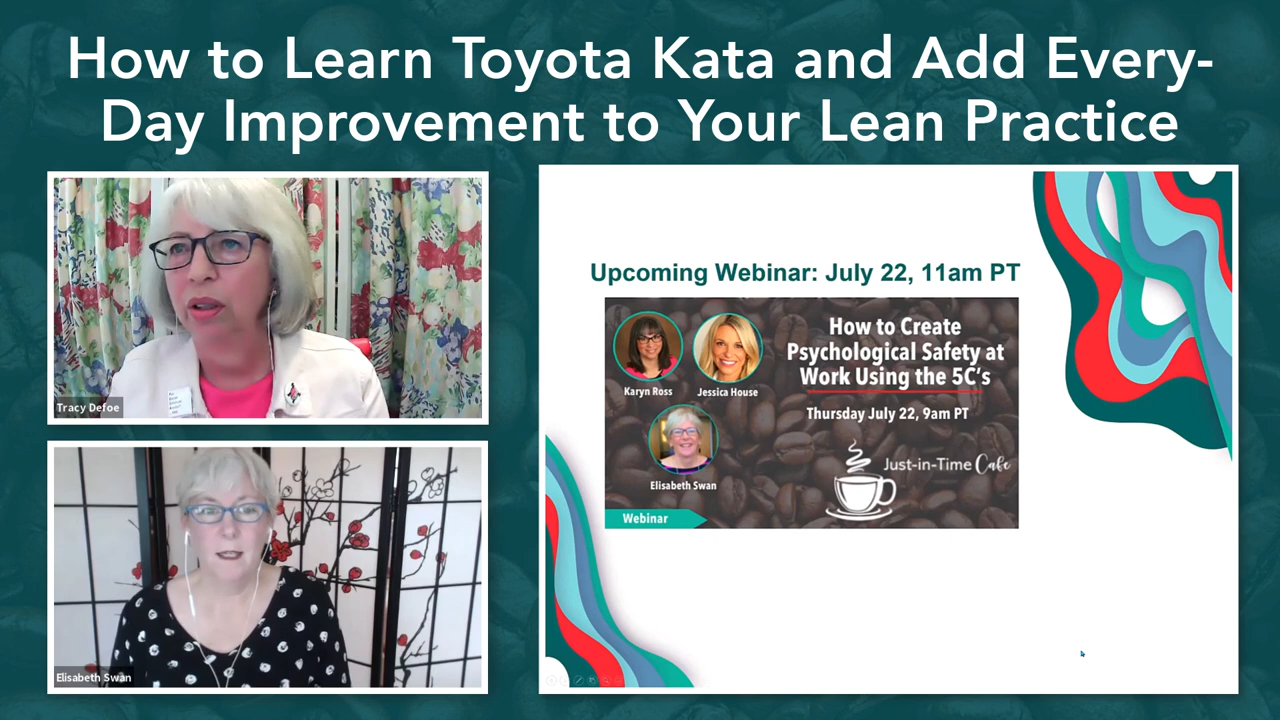 How to Learn Toyota Kata and Add Every-
Day Improvement to Your Lean Practice
Tracy Defoe
Elisabeth Swan
Upcoming Webinar: July 22, 11am PT
Karyn Ross
Jessica House
Elisabeth Swan
How to Create
Psychological Safety at
Work Using the 5C's
Thursday July 22, 9am PT
Just-in-Time Cafe
Webinar